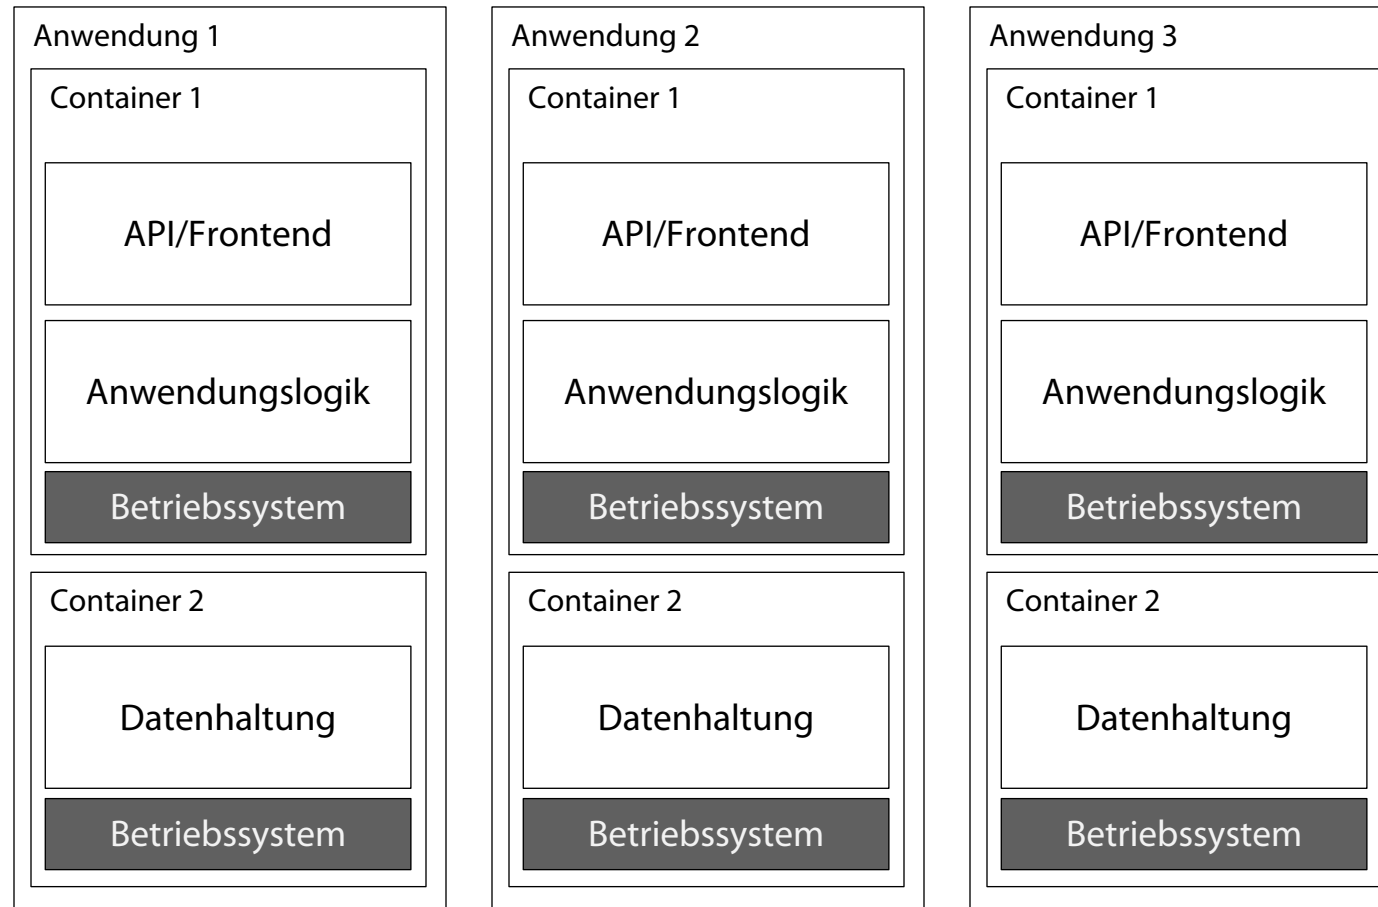 Anwendung 1
Container 1
API/Frontend
Anwendungslogik
Betriebssystem
Container 2
Datenhaltung
Betriebssystem
Anwendung 2
Container 1
API/Frontend
Anwendungslogik
Betriebssystem
Container 2
Datenhaltung
Betriebssystem
Anwendung 3
Container 1
API/Frontend
Anwendungslogik
Betriebssystem
Container 2
Datenhaltung
Betriebssystem